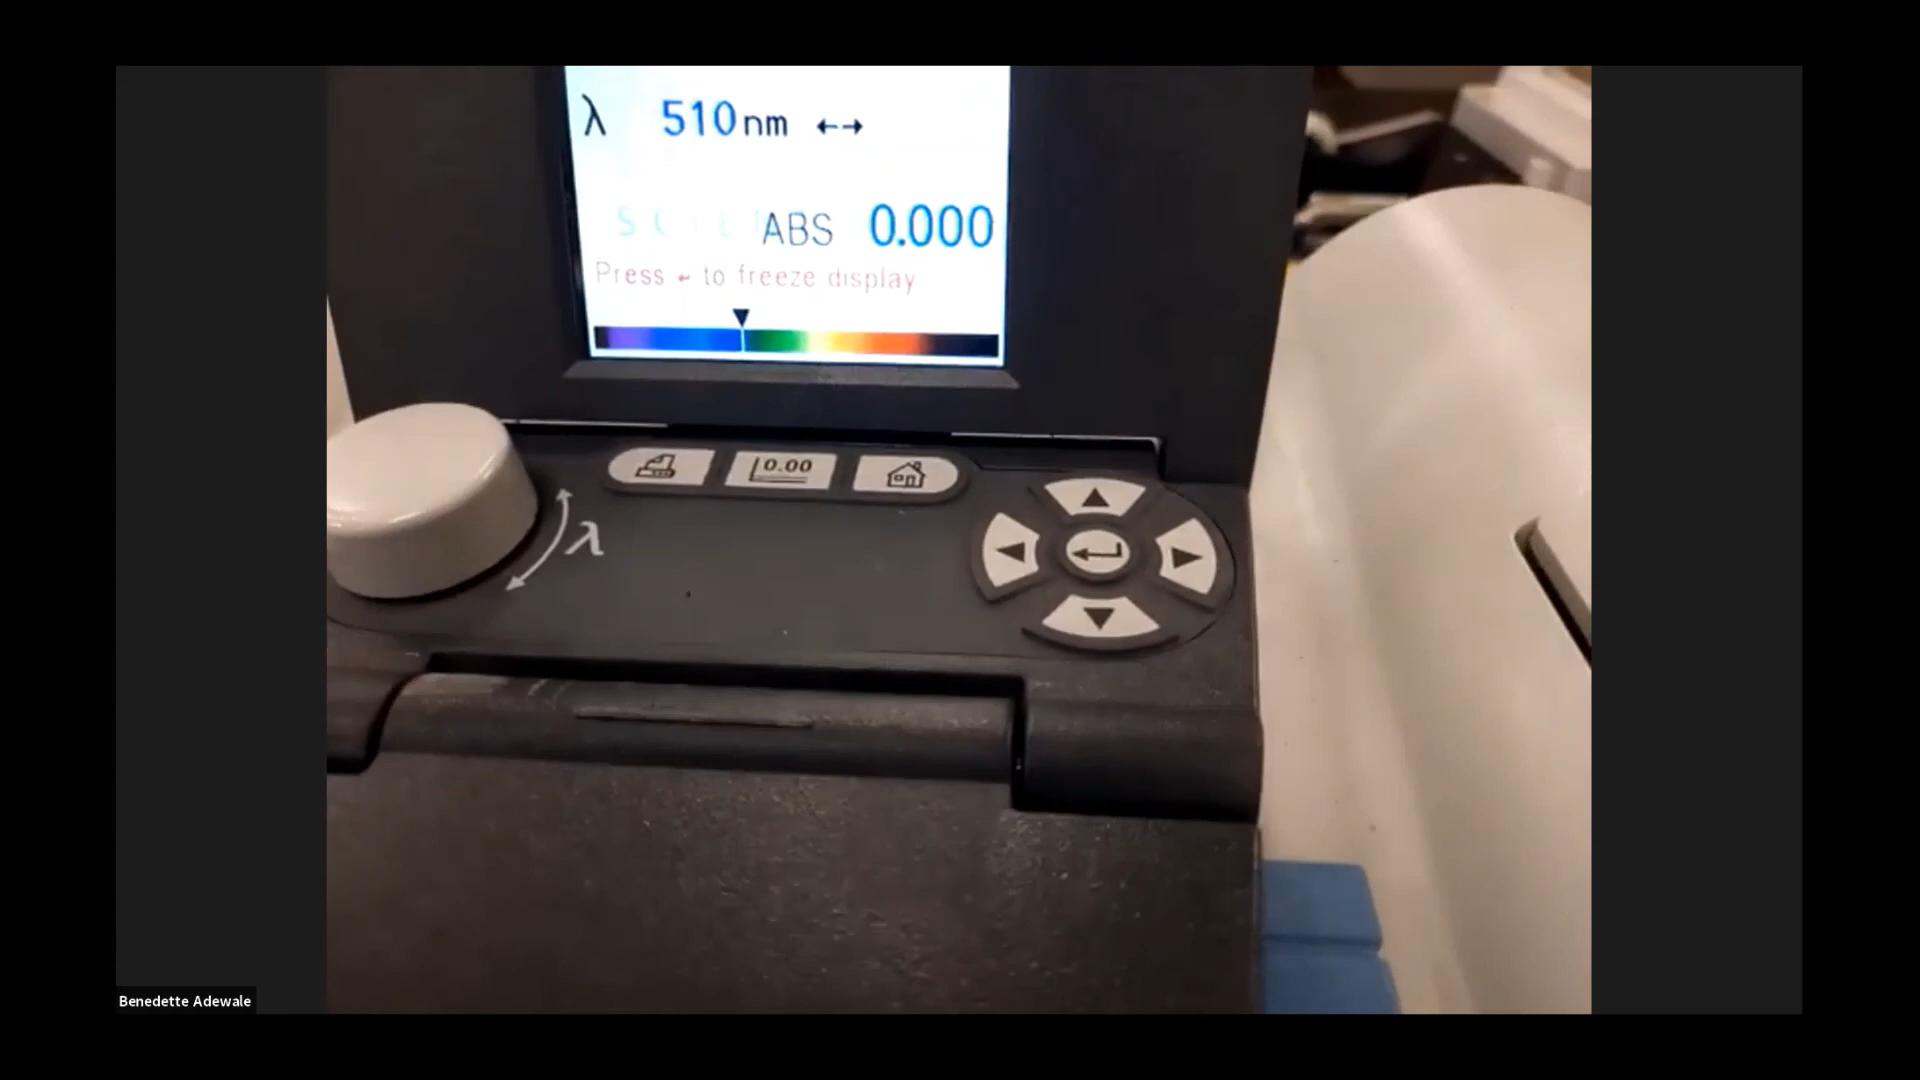 λ 510nm ↔
ABS 0.000
Press ↵ to freeze display
0.00
λ
Benedette Adewale